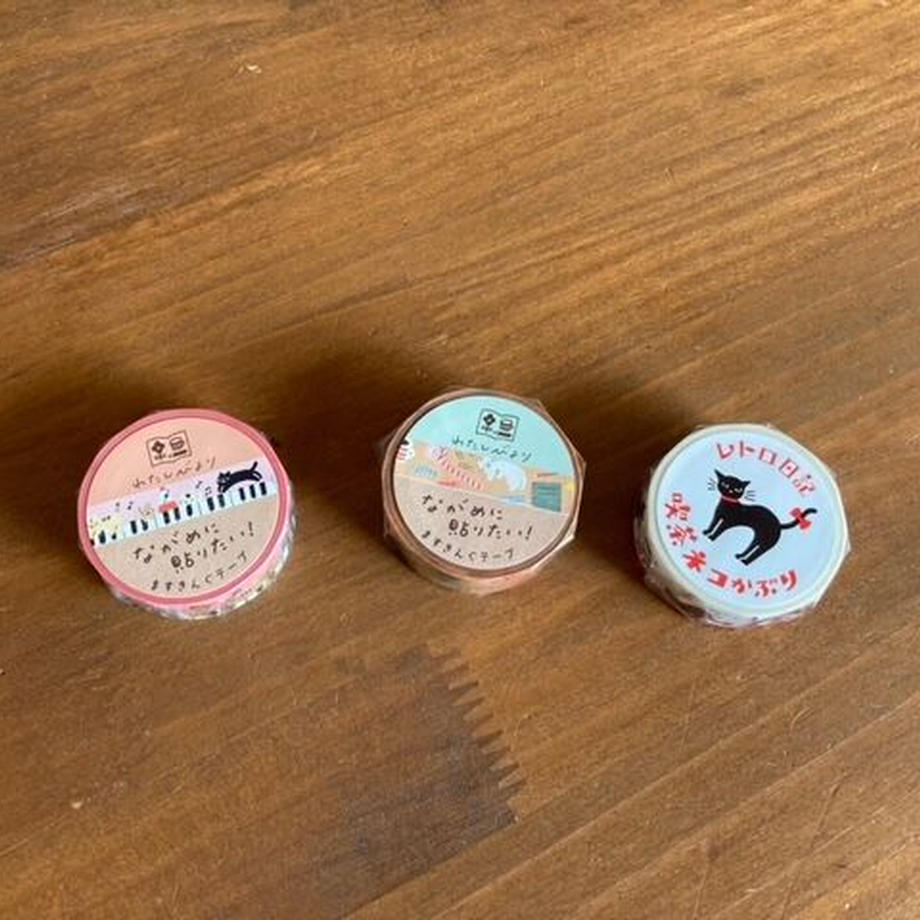 わたしびより
ながめに
貼りたい!
ますきんぐテープ
わたしびより
ながめに
貼りたい!
ますきんぐテープ
レトロ日記
喫茶ネコかぶり